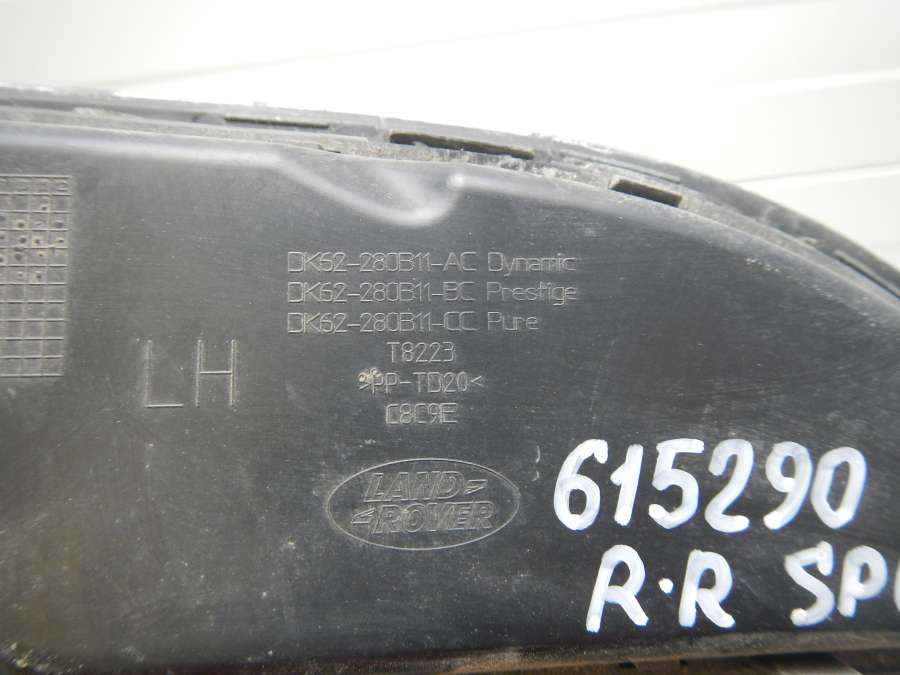 DK62-280B11-AC Dynamic
DK62-280B11-BC Prestige
DK62-280B11-CC Pure
T8223
>PP-TD20<
C8C9E
LH
LAND
ROVER
615290
R.R SP